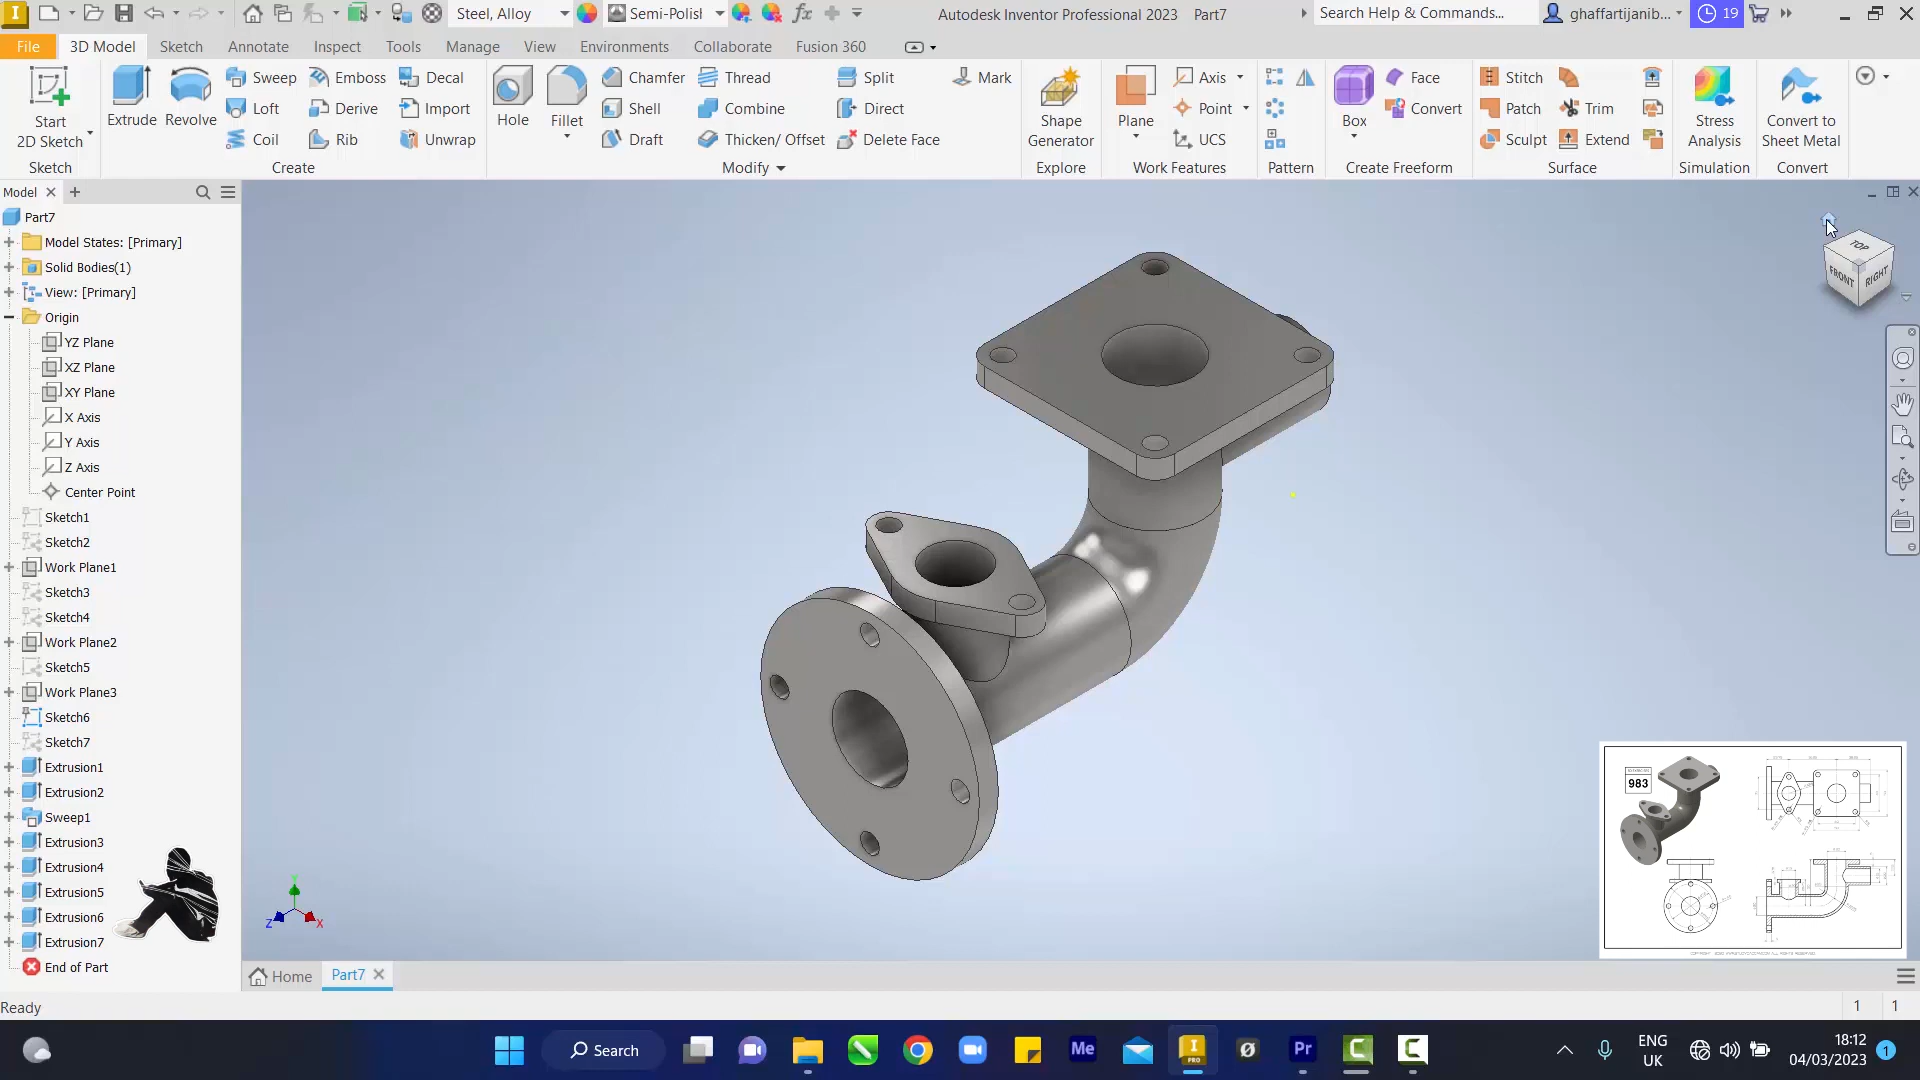 Steel, Alloy
Semi-Polish
Autodesk Inventor Professional 2023 Part7
Search Help & Commands...
ghaffartijanib...
19
File
3D Model
Sketch
Annotate
Inspect
Tools
Manage
View
Environments
Collaborate
Fusion 360
Start
2D Sketch
Sketch
Extrude
Revolve
Sweep
Emboss
Decal
Loft
Derive
Import
Coil
Rib
Unwrap
Create
Hole
Fillet
Chamfer
Thread
Split
Mark
Shell
Combine
Direct
Draft
Thicken/ Offset
Delete Face
Modify
Shape
Generator
Explore
Plane
Axis
Point
UCS
Work Features
Pattern
Box
Face
Convert
Create Freeform
Stitch
Patch
Trim
Sculpt
Extend
Surface
Stress
Analysis
Simulation
Convert to
Sheet Metal
Convert
Model
Part7
Model States: [Primary]
Solid Bodies(1)
View: [Primary]
Origin
YZ Plane
XZ Plane
XY Plane
X Axis
Y Axis
Z Axis
Center Point
Sketch1
Sketch2
Work Plane1
Sketch3
Sketch4
Work Plane2
Sketch5
Work Plane3
Sketch6
Sketch7
Extrusion1
Extrusion2
Sweep1
Extrusion3
Extrusion4
Extrusion5
Extrusion6
Extrusion7
End of Part
TOP
FRONT
RIGHT
Y
Z
X
983
Home
Part7
Ready
1
1
Search
ENG
UK
18:12
04/03/2023
1